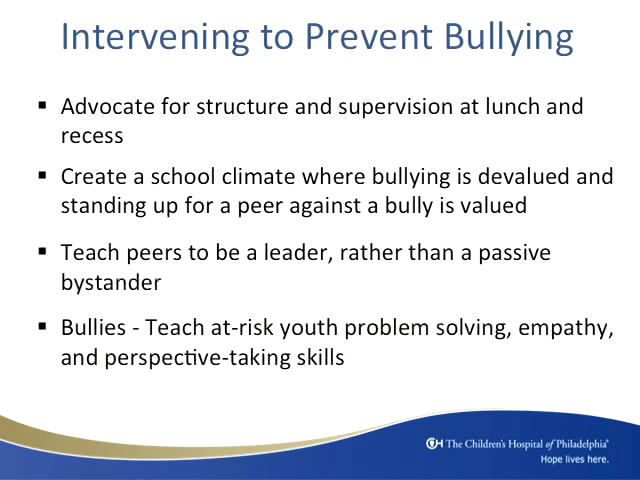 Intervening to Prevent Bullying
▪ Advocate for structure and supervision at lunch and
recess
▪ Create a school climate where bullying is devalued and
standing up for a peer against a bully is valued
▪ Teach peers to be a leader, rather than a passive
bystander
▪ Bullies - Teach at-risk youth problem solving, empathy,
and perspective-taking skills
CH The Children's Hospital of Philadelphia®
Hope lives here.